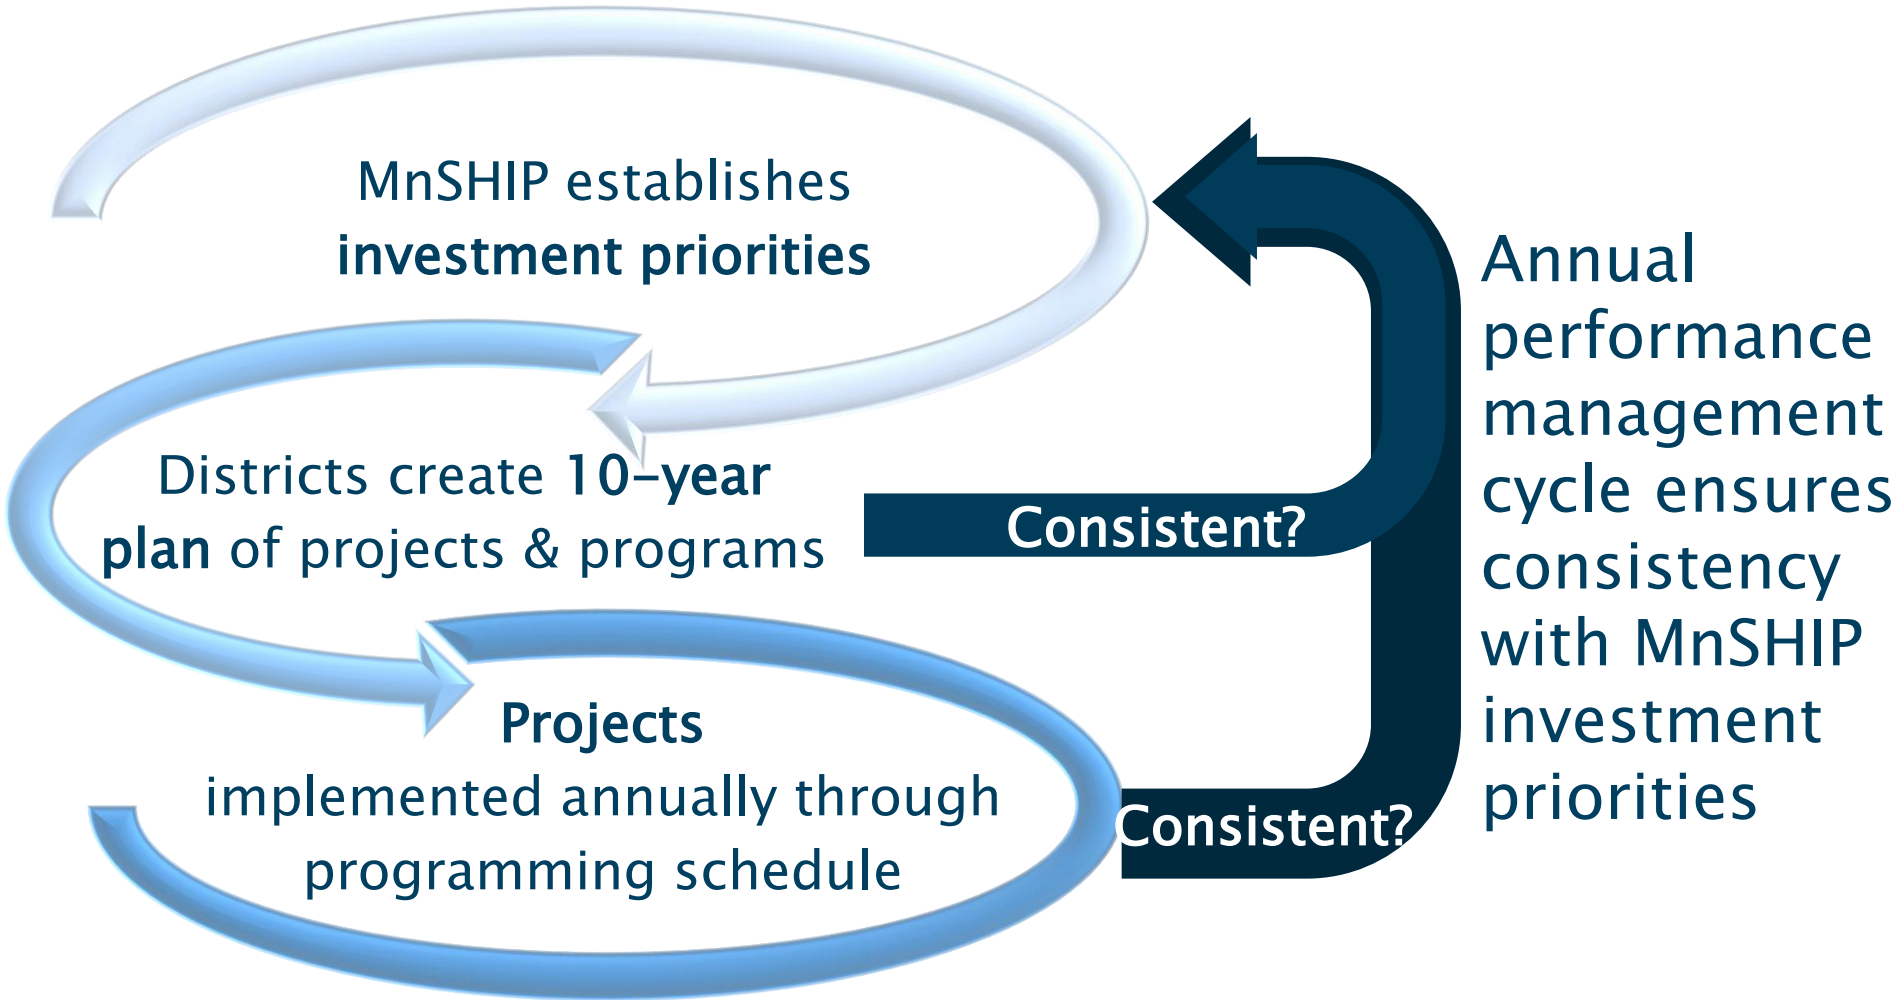 MnSHIP establishes
investment priorities
Districts create 10-year
plan of projects & programs
Consistent?
Projects
implemented annually through
programming schedule
Consistent?
Annual
performance
management
cycle ensures
consistency
with MnSHIP
investment
priorities